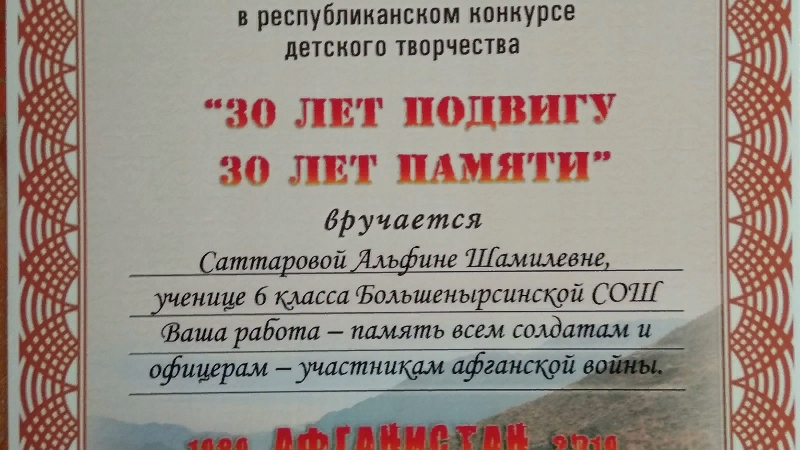 в республиканском конкурсе
детского творчества
“30 ЛЕТ ПОДВИГУ
30 ЛЕТ ПАМЯТИ”
вручается
Саттаровой Альфине Шамилевне,
ученице 6 класса Большенырсинской СОШ
Ваша работа – память всем солдатам и
офицерам – участникам афганской войны.
АФГАНИСТАН